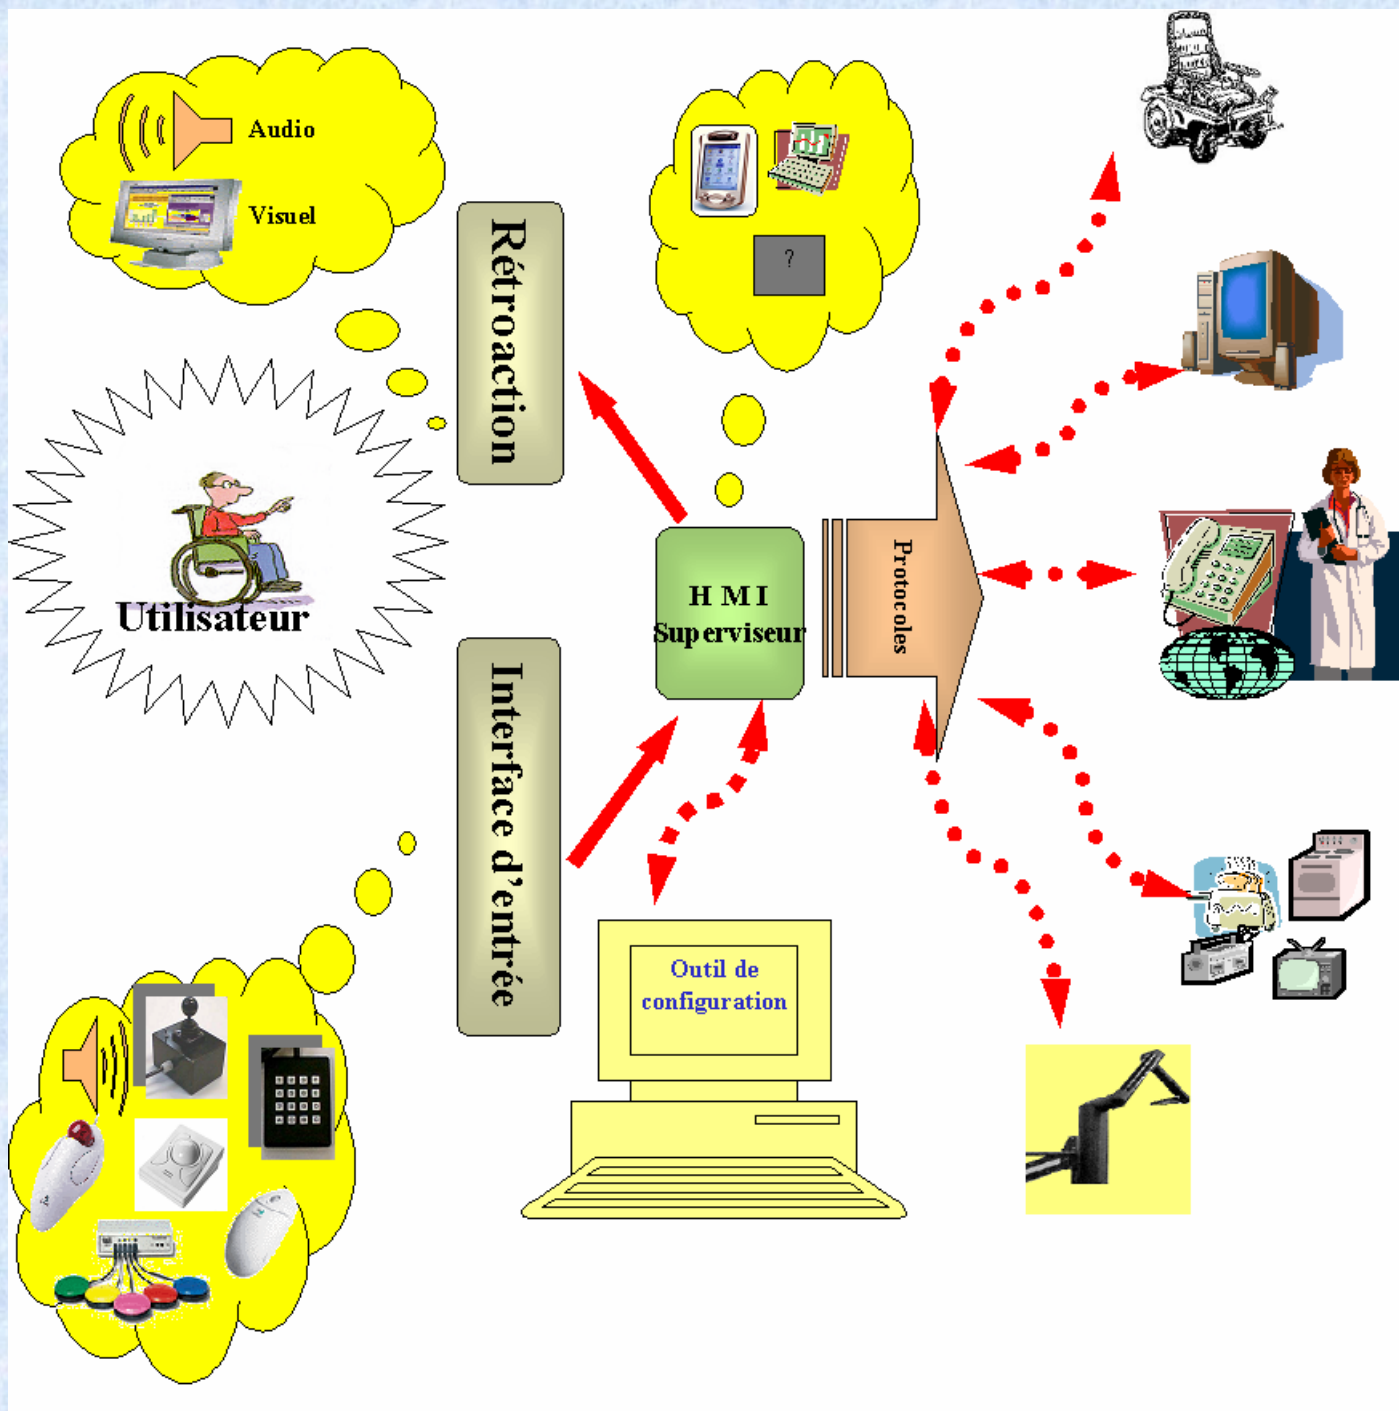 Audio
Visuel
Rétroaction
?
Utilisateur
H M I
Superviseur
Protocoles
Interface d'entrée
Outil de
configuration